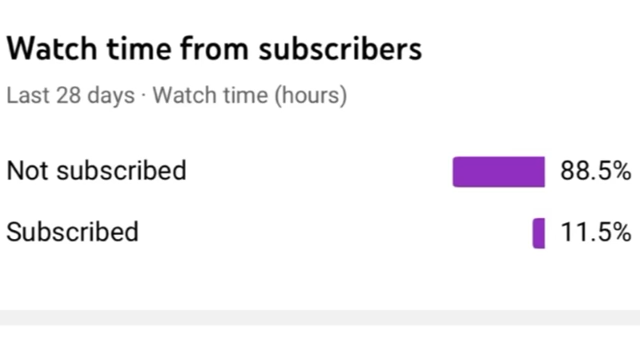 Watch time from subscribers
Last 28 days · Watch time (hours)
Not subscribed 88.5%
Subscribed 11.5%